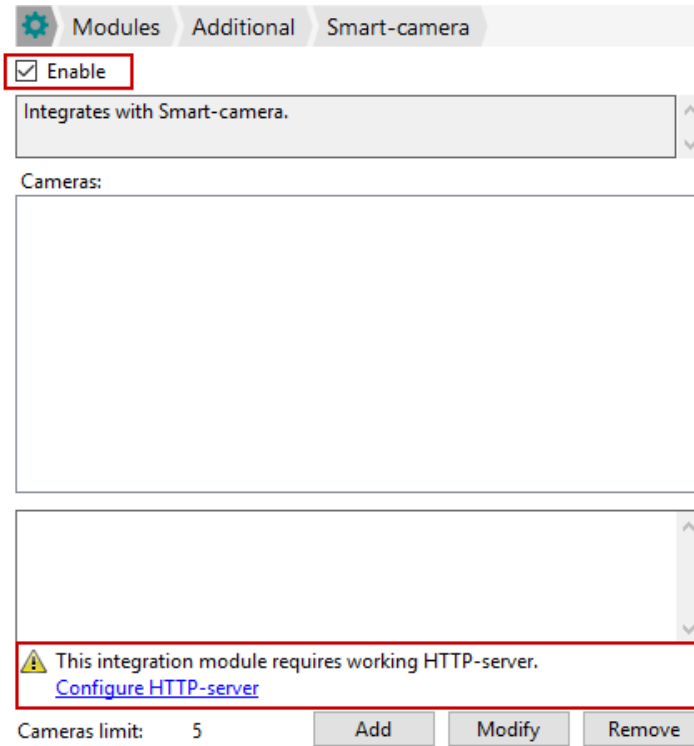 Modules Additional Smart-camera
Enable
Integrates with Smart-camera.
Cameras:
This integration module requires working HTTP-server.
Configure HTTP-server
Cameras limit: 5 Add Modify Remove